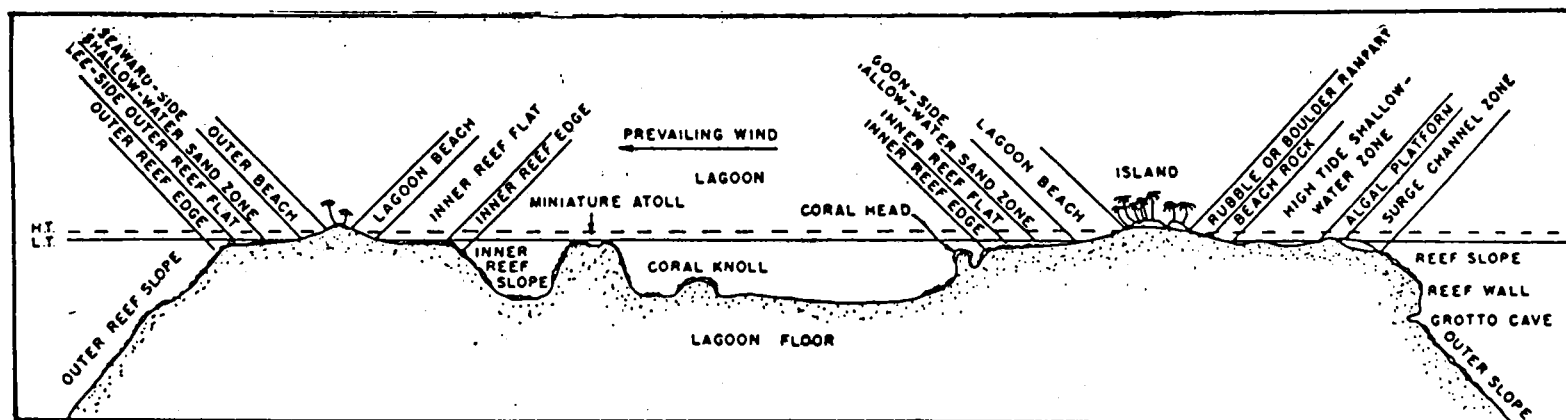 SEAWARD-SIDE
SHALLOW-WATER SAND ZONE
LEE-SIDE OUTER REEF FLAT
OUTER REEF EDGE
OUTER BEACH
LAGOON BEACH
INNER REEF FLAT
INNER REEF EDGE
PREVAILING WIND
LAGOON
MINIATURE ATOLL
GOON-SIDE
ALLOW-WATER SAND ZONE
INNER REEF FLAT
INNER REEF EDGE
LAGOON BEACH
CORAL HEAD
ISLAND
RUBBLE OR BOULDER RAMPART
BEACH ROCK
HIGH TIDE SHALLOW-
WATER ZONE
ALGAL PLATFORM
SURGE CHANNEL ZONE
H.T.
L.T.
OUTER REEF SLOPE
INNER
REEF
SLOPE
CORAL KNOLL
LAGOON FLOOR
REEF SLOPE
REEF WALL
GROTTO CAVE
OUTER SLOPE